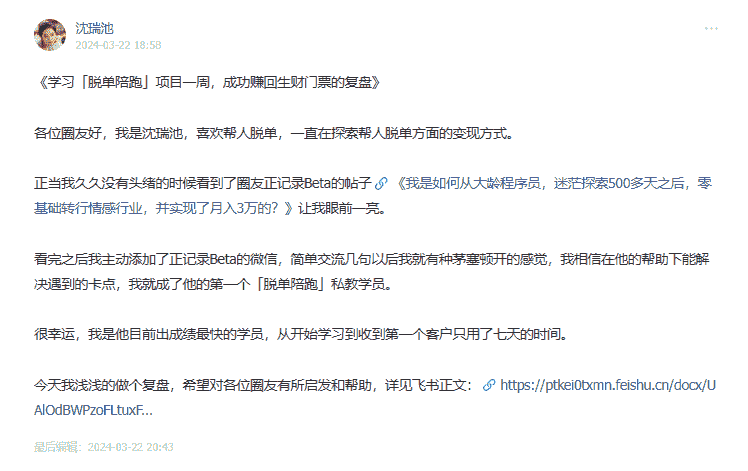 沈瑞池
2024-03-22 18:58
《学习「脱单陪跑」项目一周，成功赚回生财门票的复盘》
各位圈友好，我是沈瑞池，喜欢帮人脱单，一直在探索帮人脱单方面的变现方式。
正当我久久没有头绪的时候看到了圈友正记录Beta的帖子《我是如何从大龄程序员，迷茫探索500多天之后，零
基础转行情感行业，并实现了月入3万的？》让我眼前一亮。
看完之后我主动添加了正记录Beta的微信，简单交流几句以后我就有种茅塞顿开的感觉，我相信在他的帮助下能解
决遇到的卡点，我就成了他的第一个「脱单陪跑」私教学员。
很幸运，我是他目前出成绩最快的学员，从开始学习到收到第一个客户只用了七天的时间。
今天我浅浅的做个复盘，希望对各位圈友有所启发和帮助，详见飞书正文： https://ptkei0txmn.feishu.cn/docx/U
AlOdBWPzoFLtuxF...
最后编辑：2024-03-22 20:43